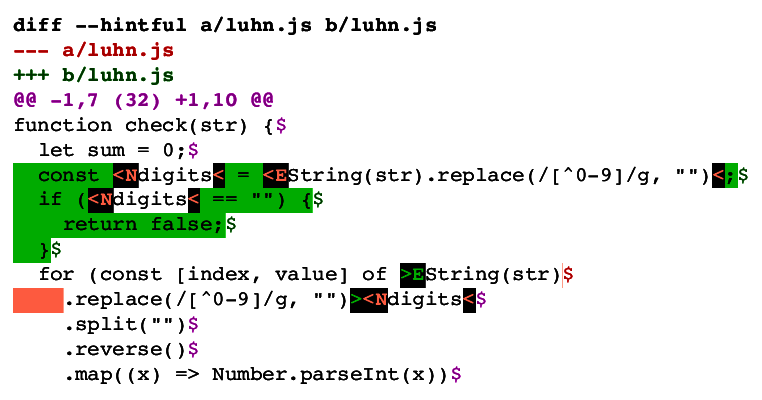 diff --hintful a/luhn.js b/luhn.js
--- a/luhn.js
+++ b/luhn.js
@@ -1,7 (32) +1,10 @@
function check(str) {$
  let sum = 0;$
  const <Ndigits< = <EString(str).replace(/[^0-9]/g, "")<;$
  if (<Ndigits< == "") {$
    return false;$
  }$
  for (const [index, value] of >EString(str)$
    .replace(/[^0-9]/g, "")><Ndigits<$
    .split("")$
    .reverse()$
    .map((x) => Number.parseInt(x))$